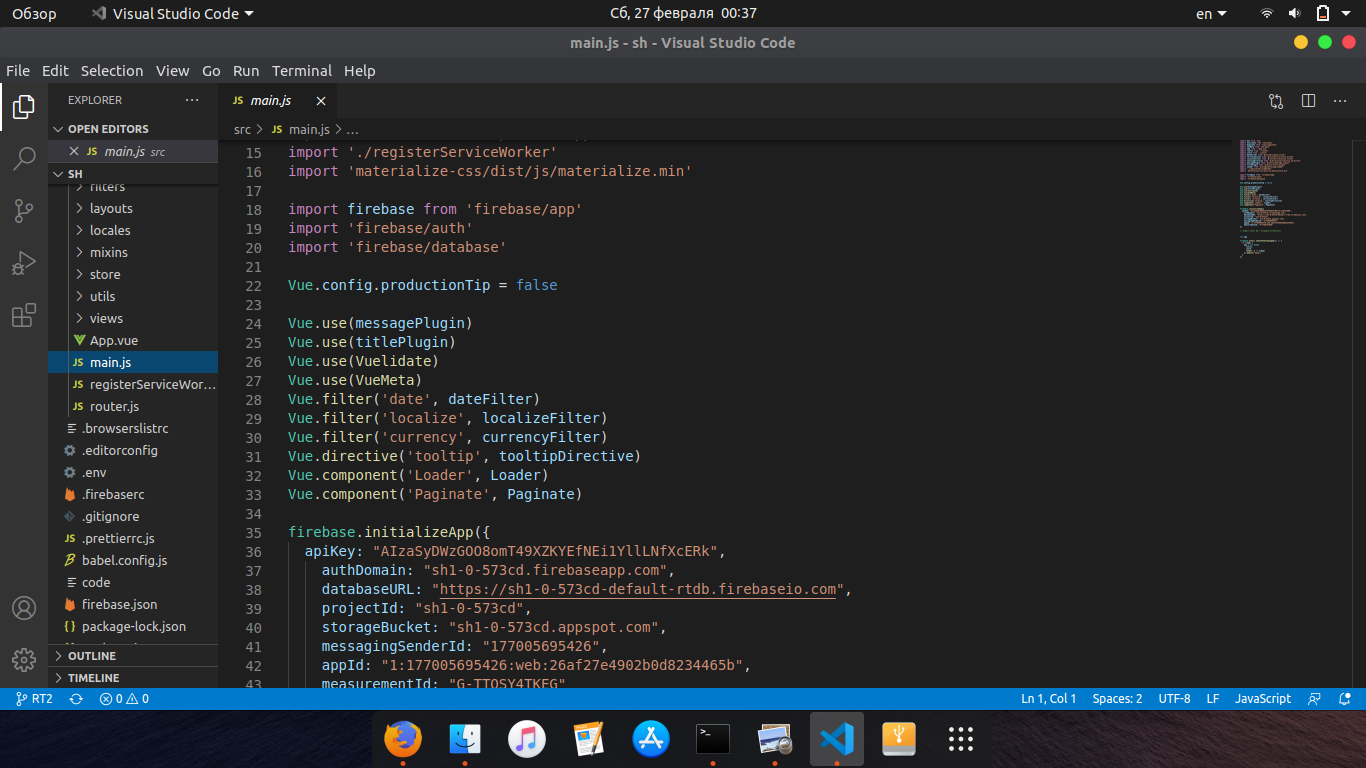 Обзор Visual Studio Code Сб, 27 февраля 00:37 en
main.js - sh - Visual Studio Code
File Edit Selection View Go Run Terminal Help
EXPLORER
OPEN EDITORS
main.js src
SH
filters
layouts
locales
mixins
store
utils
views
App.vue
main.js
registerServiceWor...
router.js
.browserslistrc
.editorconfig
.env
.firebaserc
.gitignore
.prettierrc.js
babel.config.js
code
firebase.json
package-lock.json
OUTLINE
TIMELINE
JS main.js
src > JS main.js > ...
15 import './registerServiceWorker'
16 import 'materialize-css/dist/js/materialize.min'
17
18 import firebase from 'firebase/app'
19 import 'firebase/auth'
20 import 'firebase/database'
21
22 Vue.config.productionTip = false
23
24 Vue.use(messagePlugin)
25 Vue.use(titlePlugin)
26 Vue.use(Vuelidate)
27 Vue.use(VueMeta)
28 Vue.filter('date', dateFilter)
29 Vue.filter('localize', localizeFilter)
30 Vue.filter('currency', currencyFilter)
31 Vue.directive('tooltip', tooltipDirective)
32 Vue.component('Loader', Loader)
33 Vue.component('Paginate', Paginate)
34
35 firebase.initializeApp({
36 apiKey: "AIzaSyDWzGOO8omT49XZKYEfNEi1YllLNfXcERk",
37 authDomain: "sh1-0-573cd.firebaseapp.com",
38 databaseURL: "https://sh1-0-573cd-default-rtdb.firebaseio.com",
39 projectId: "sh1-0-573cd",
40 storageBucket: "sh1-0-573cd.appspot.com",
41 messagingSenderId: "177005695426",
42 appId: "1:177005695426:web:26af27e4902b0d8234465b",
43 measurementId: "G-TTQSY4TKEG"
RT2 0 0 Ln 1, Col 1 Spaces: 2 UTF-8 LF JavaScript